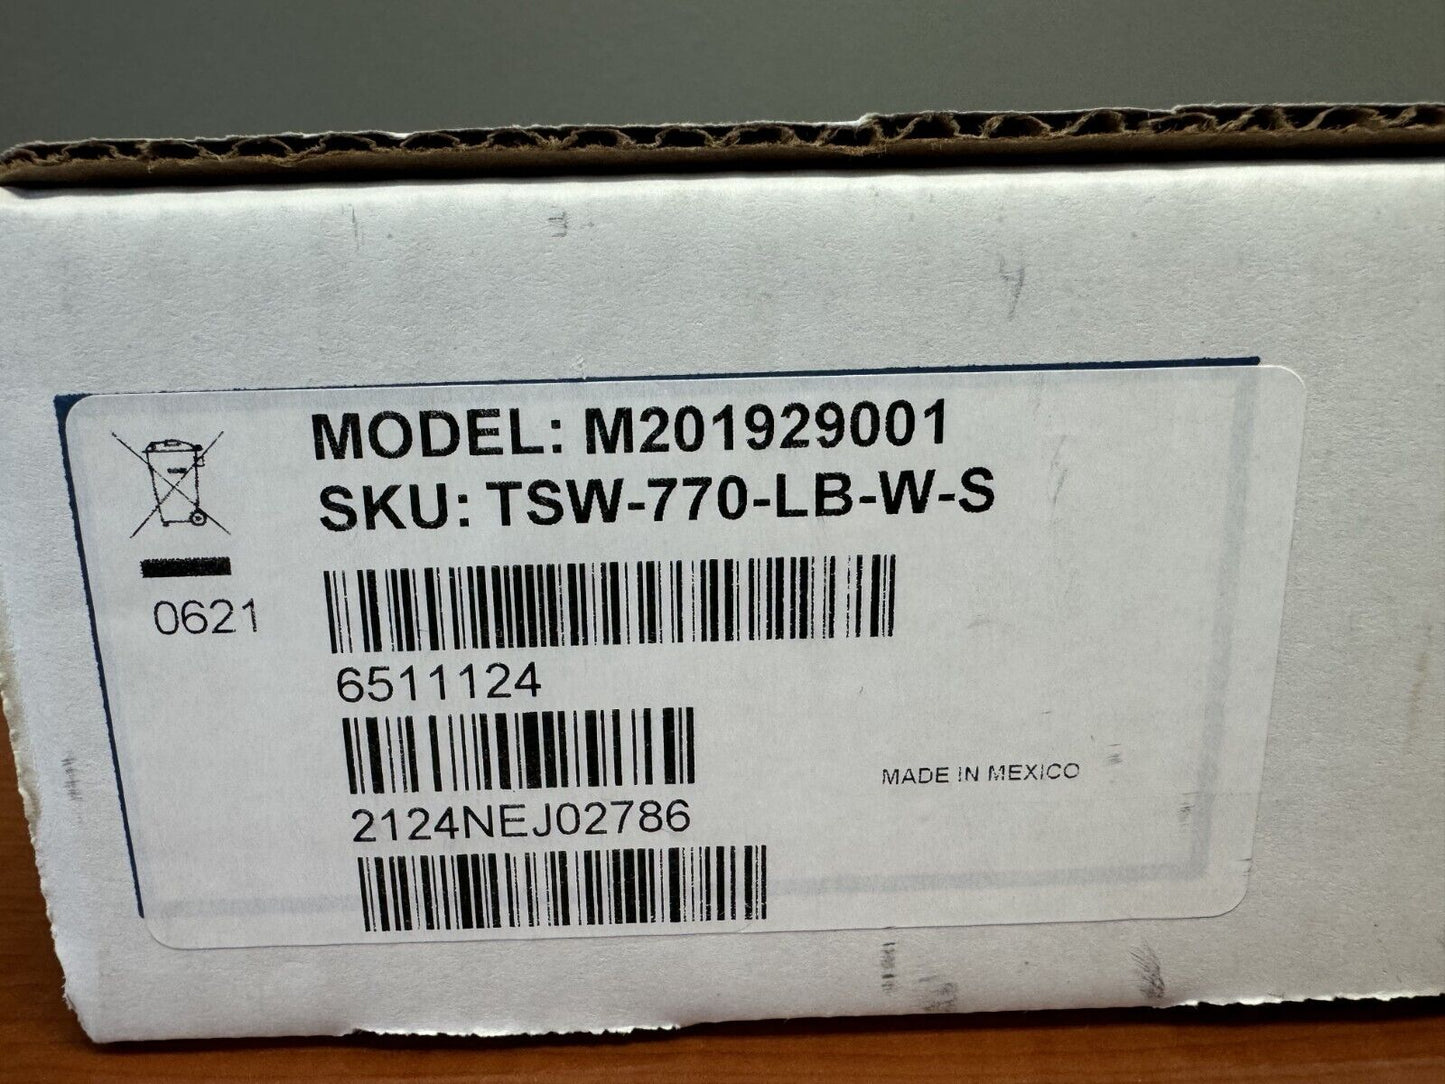 MODEL: M201929001
SKU: TSW-770-LB-W-S
0621
6511124
2124NEJ02786
MADE IN MEXICO